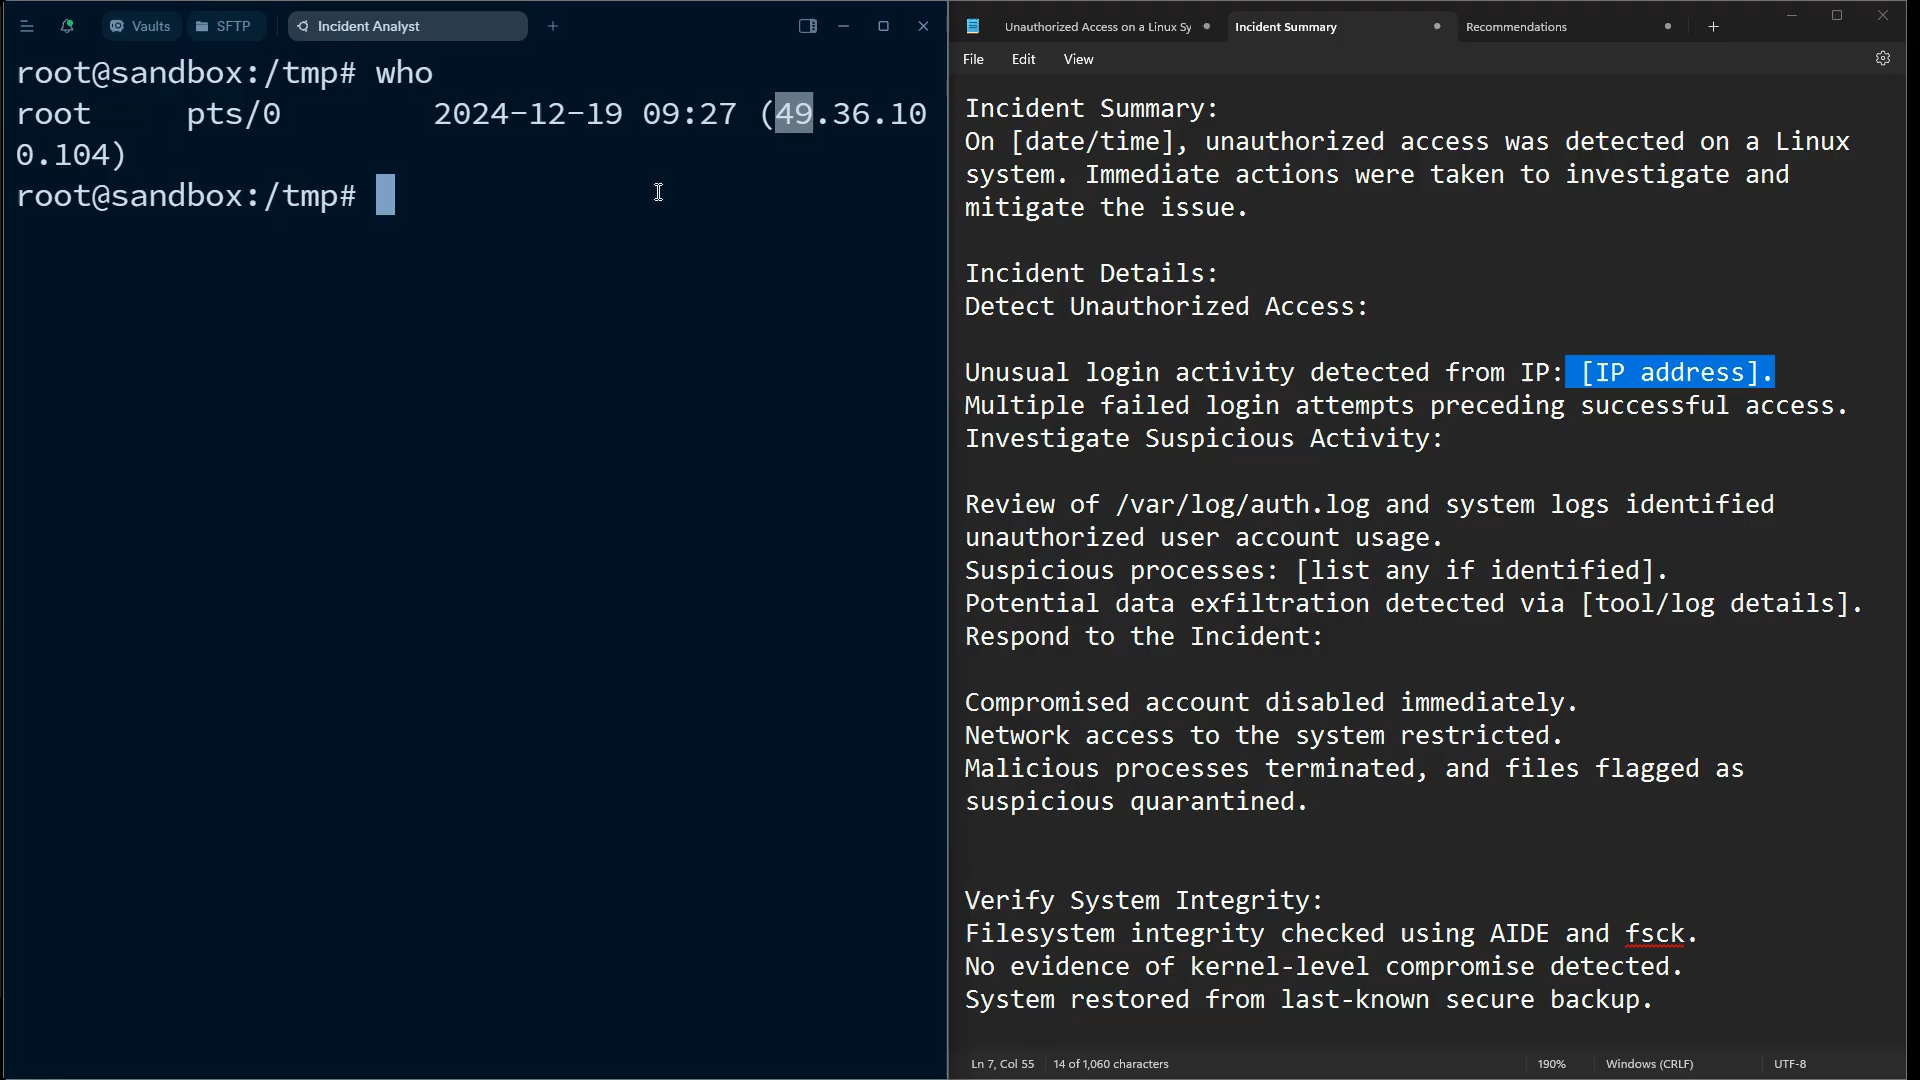 Vaults
SFTP
Incident Analyst
root@sandbox:/tmp# who
root     pts/0        2024-12-19 09:27 (49.36.10
0.104)
root@sandbox:/tmp#
Unauthorized Access on a Linux Sy
Incident Summary
Recommendations
File
Edit
View
Incident Summary:
On [date/time], unauthorized access was detected on a Linux
system. Immediate actions were taken to investigate and
mitigate the issue.
Incident Details:
Detect Unauthorized Access:
Unusual login activity detected from IP: [IP address].
Multiple failed login attempts preceding successful access.
Investigate Suspicious Activity:
Review of /var/log/auth.log and system logs identified
unauthorized user account usage.
Suspicious processes: [list any if identified].
Potential data exfiltration detected via [tool/log details].
Respond to the Incident:
Compromised account disabled immediately.
Network access to the system restricted.
Malicious processes terminated, and files flagged as
suspicious quarantined.
Verify System Integrity:
Filesystem integrity checked using AIDE and fsck.
No evidence of kernel-level compromise detected.
System restored from last-known secure backup.
Ln 7, Col 55
14 of 1,060 characters
190%
Windows (CRLF)
UTF-8